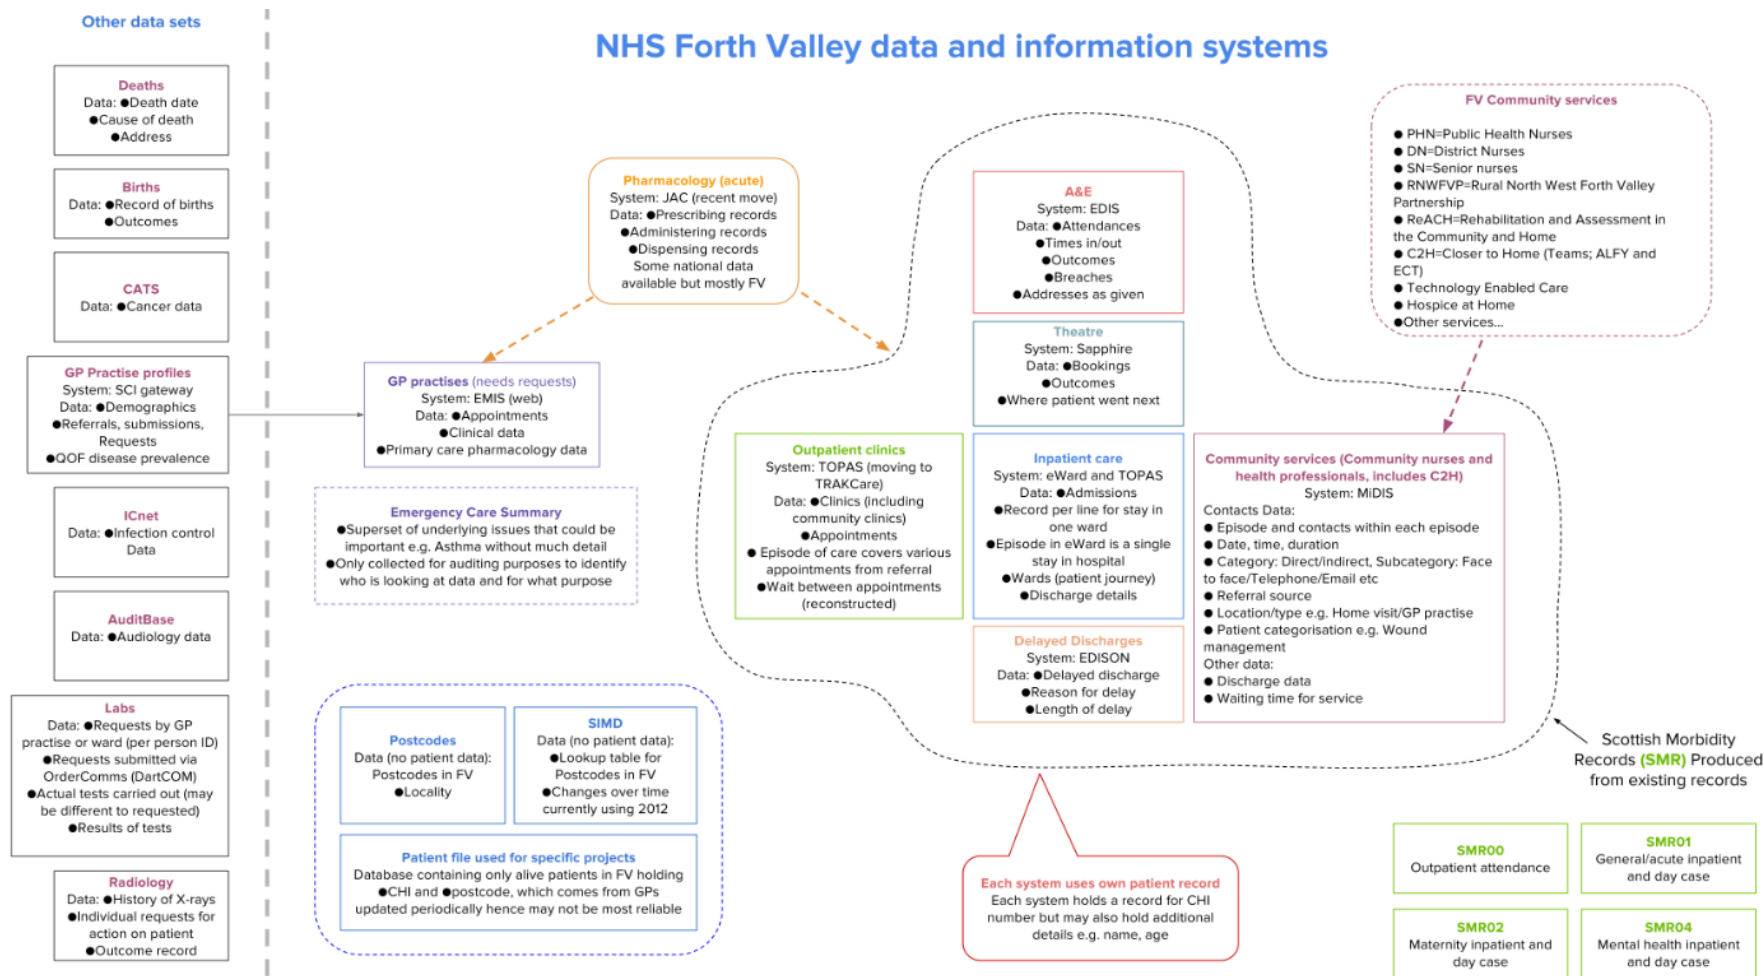 Other data sets
NHS Forth Valley data and information systems
Deaths
Data: ●Death date
●Cause of death
●Address
Births
Data: ●Record of births
●Outcomes
CATS
Data: ●Cancer data
GP Practise profiles
System: SCI gateway
Data: ●Demographics
●Referrals, submissions,
Requests
●QOF disease prevalence
ICnet
Data: ●Infection control
Data
AuditBase
Data: ●Audiology data
Labs
Data: ●Requests by GP
practise or ward (per person ID)
●Requests submitted via
OrderComms (DartCOM)
●Actual tests carried out (may
be different to requested)
●Results of tests
Radiology
Data: ●History of X-rays
●Individual requests for
action on patient
●Outcome record
Pharmacology (acute)
System: JAC (recent move)
Data: ●Prescribing records
●Administering records
●Dispensing records
Some national data
available but mostly FV
GP practises (needs requests)
System: EMIS (web)
Data: ●Appointments
●Clinical data
●Primary care pharmacology data
Emergency Care Summary
●Superset of underlying issues that could be
important e.g. Asthma without much detail
●Only collected for auditing purposes to identify
who is looking at data and for what purpose
Postcodes
Data (no patient data):
Postcodes in FV
●Locality
SIMD
Data (no patient data):
●Lookup table for
Postcodes in FV
●Changes over time
currently using 2012
Patient file used for specific projects
Database containing only alive patients in FV holding
●CHI and ●postcode, which comes from GPs
updated periodically hence may not be most reliable
A&E
System: EDIS
Data: ●Attendances
●Times in/out
●Outcomes
●Breaches
●Addresses as given
Theatre
System: Sapphire
Data: ●Bookings
●Outcomes
●Where patient went next
Outpatient clinics
System: TOPAS (moving to
TRAKCare)
Data: ●Clinics (including
community clinics)
●Appointments
● Episode of care covers various
appointments from referral
●Wait between appointments
(reconstructed)
Inpatient care
System: eWard and TOPAS
Data: ●Admissions
●Record per line for stay in
one ward
●Episode in eWard is a single
stay in hospital
●Wards (patient journey)
●Discharge details
Delayed Discharges
System: EDISON
Data: ●Delayed discharge
●Reason for delay
●Length of delay
FV Community services
● PHN=Public Health Nurses
● DN=District Nurses
● SN=Senior nurses
● RNWFVP=Rural North West Forth Valley
Partnership
● ReACH=Rehabilitation and Assessment in
the Community and Home
● C2H=Closer to Home (Teams; ALFY and
ECT)
● Technology Enabled Care
● Hospice at Home
●Other services...
Community services (Community nurses and
health professionals, includes C2H)
System: MiDIS
Contacts Data:
● Episode and contacts within each episode
● Date, time, duration
● Category: Direct/indirect, Subcategory: Face
to face/Telephone/Email etc
● Referral source
● Location/type e.g. Home visit/GP practise
● Patient categorisation e.g. Wound
management
Other data:
● Discharge data
● Waiting time for service
Scottish Morbidity
Records (SMR) Produced
from existing records
Each system uses own patient record
Each system holds a record for CHI
number but may also hold additional
details e.g. name, age
SMR00
Outpatient attendance
SMR01
General/acute inpatient
and day case
SMR02
Maternity inpatient and
day case
SMR04
Mental health inpatient
and day case